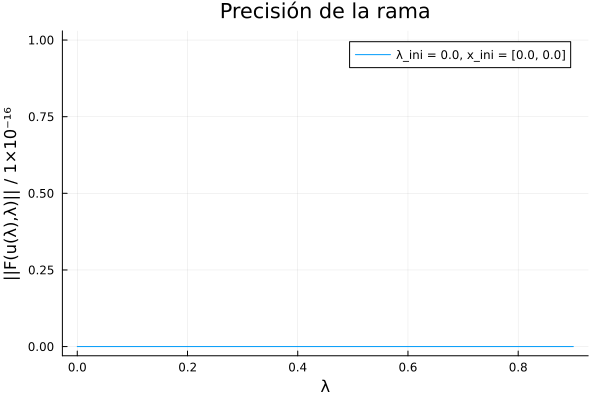 Precisión de la rama
λ_ini = 0.0, x_ini = [0.0, 0.0]
||F(u(λ),λ)|| / 1×10⁻¹⁶
1.00
0.75
0.50
0.25
0.00
0.0 0.2 0.4 0.6 0.8
λ